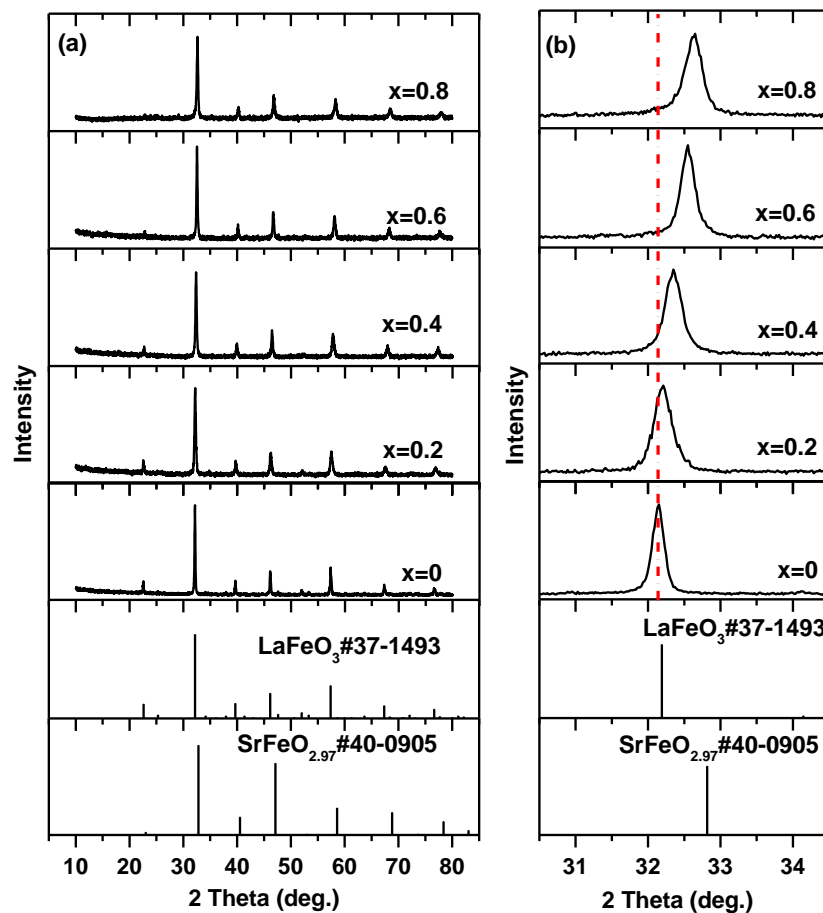 (a)
x=0.8
x=0.6
x=0.4
x=0.2
x=0
LaFeO₃#37-1493
SrFeO₂.₉₇#40-0905
Intensity
10 20 30 40 50 60 70 80
2 Theta (deg.)
(b)
x=0.8
x=0.6
x=0.4
x=0.2
x=0
LaFeO₃#37-1493
SrFeO₂.₉₇#40-0905
Intensity
31 32 33 34
2 Theta (deg.)